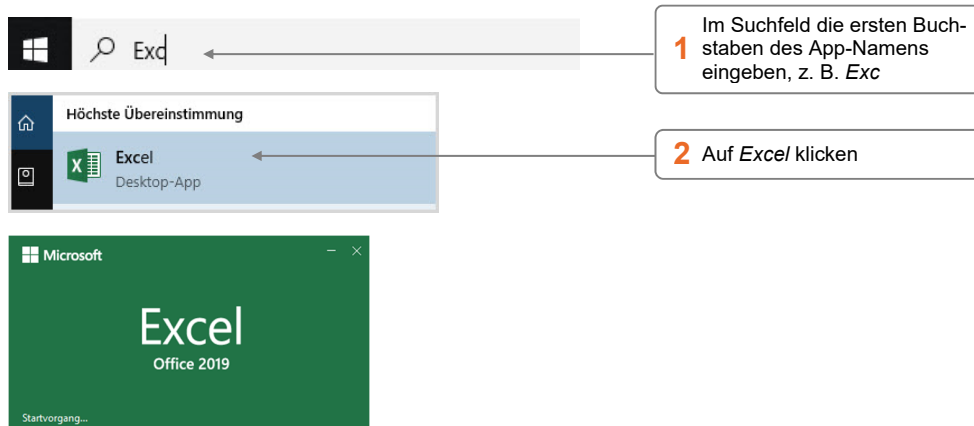 Exc
1 Im Suchfeld die ersten Buch-
staben des App-Namens
eingeben, z. B. Exc
Höchste Übereinstimmung
Excel
Desktop-App
2 Auf Excel klicken
Microsoft
Excel
Office 2019
Startvorgang...